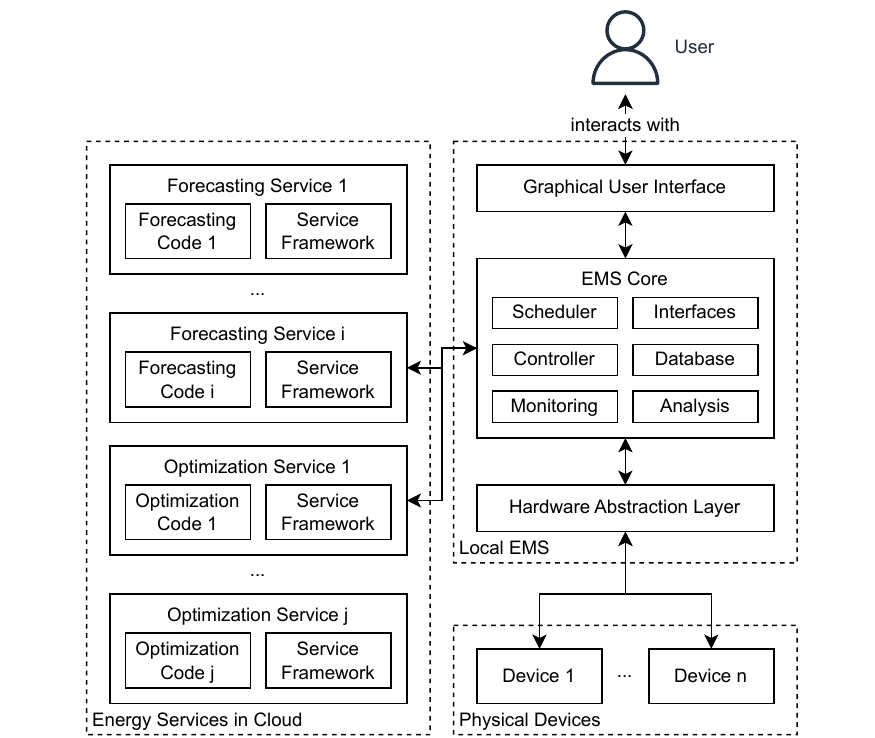 User
interacts with
Forecasting Service 1
Forecasting
Code 1
Service
Framework
...
Forecasting Service i
Forecasting
Code i
Service
Framework
Optimization Service 1
Optimization
Code 1
Service
Framework
...
Optimization Service j
Optimization
Code j
Service
Framework
Energy Services in Cloud
Graphical User Interface
EMS Core
Scheduler
Interfaces
Controller
Database
Monitoring
Analysis
Hardware Abstraction Layer
Local EMS
Device 1
...
Device n
Physical Devices